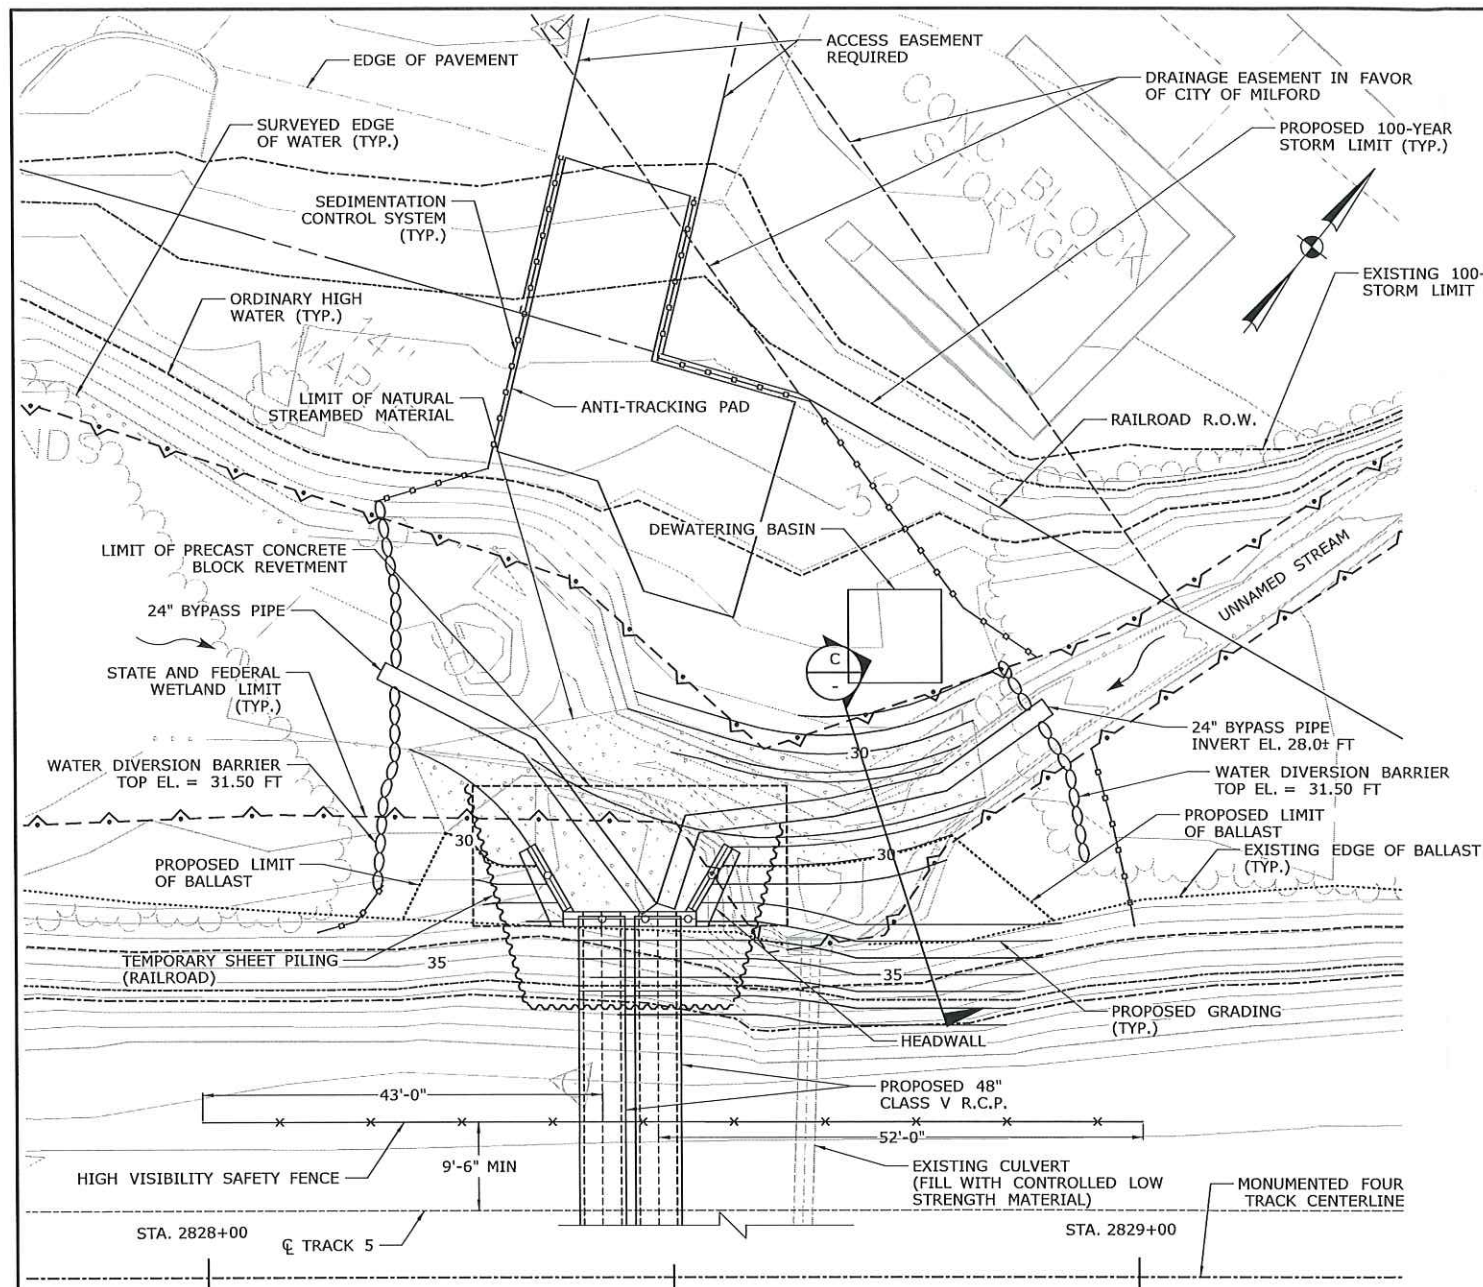 EDGE OF PAVEMENT
ACCESS EASEMENT
REQUIRED
DRAINAGE EASEMENT IN FAVOR
OF CITY OF MILFORD
SURVEYED EDGE
OF WATER (TYP.)
PROPOSED 100-YEAR
STORM LIMIT (TYP.)
CONC BLOCK
STORAGE
SEDIMENTATION
CONTROL SYSTEM
(TYP.)
EXISTING 100-
STORM LIMIT
ORDINARY HIGH
WATER (TYP.)
LIMIT OF NATURAL
STREAMBED MATERIAL
ANTI-TRACKING PAD
RAILROAD R.O.W.
35
DEWATERING BASIN
LIMIT OF PRECAST CONCRETE
BLOCK REVETMENT
UNNAMED STREAM
24" BYPASS PIPE
C
-
STATE AND FEDERAL
WETLAND LIMIT
(TYP.)
24" BYPASS PIPE
INVERT EL. 28.0± FT
30
WATER DIVERSION BARRIER
TOP EL. = 31.50 FT
WATER DIVERSION BARRIER
TOP EL. = 31.50 FT
PROPOSED LIMIT
OF BALLAST
30
30
EXISTING EDGE OF BALLAST
(TYP.)
PROPOSED LIMIT
OF BALLAST
TEMPORARY SHEET PILING
(RAILROAD)
35
35
PROPOSED GRADING
(TYP.)
HEADWALL
PROPOSED 48"
CLASS V R.C.P.
43'-0"
52'-0"
HIGH VISIBILITY SAFETY FENCE
9'-6" MIN
EXISTING CULVERT
(FILL WITH CONTROLLED LOW
STRENGTH MATERIAL)
MONUMENTED FOUR
TRACK CENTERLINE
STA. 2828+00
℄ TRACK 5
STA. 2829+00